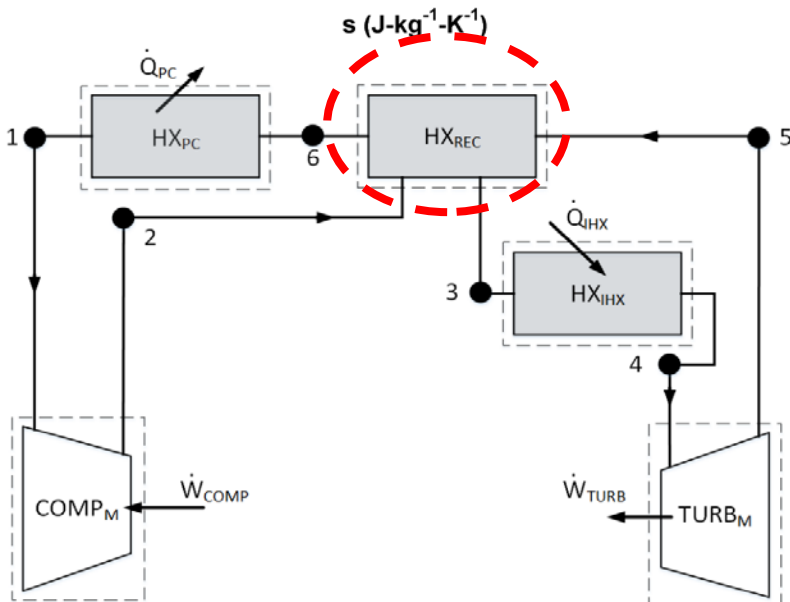 s (J-kg⁻¹-K⁻¹)
Q̇PC
1
HXPC
6
HXREC
5
2
Q̇IHX
3
HXIHX
4
COMPM
ẆCOMP
ẆTURB
TURBM